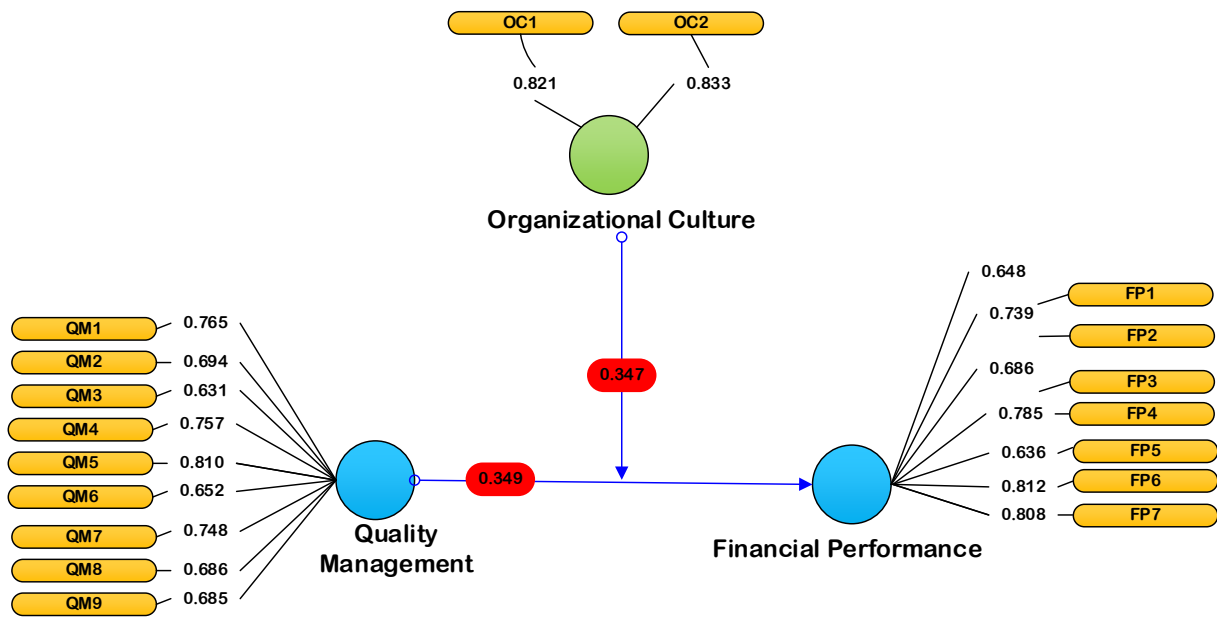 OC1
OC2
0.821
0.833
Organizational Culture
0.648
FP1
0.739
QM1
0.765
FP2
QM2
0.694
0.686
0.347
QM3
0.631
FP3
QM4
0.757
0.785
FP4
QM5
0.810
0.636
FP5
QM6
0.652
0.349
0.812
FP6
QM7
0.748
0.808
FP7
Quality
Management
Financial Performance
QM8
0.686
QM9
0.685